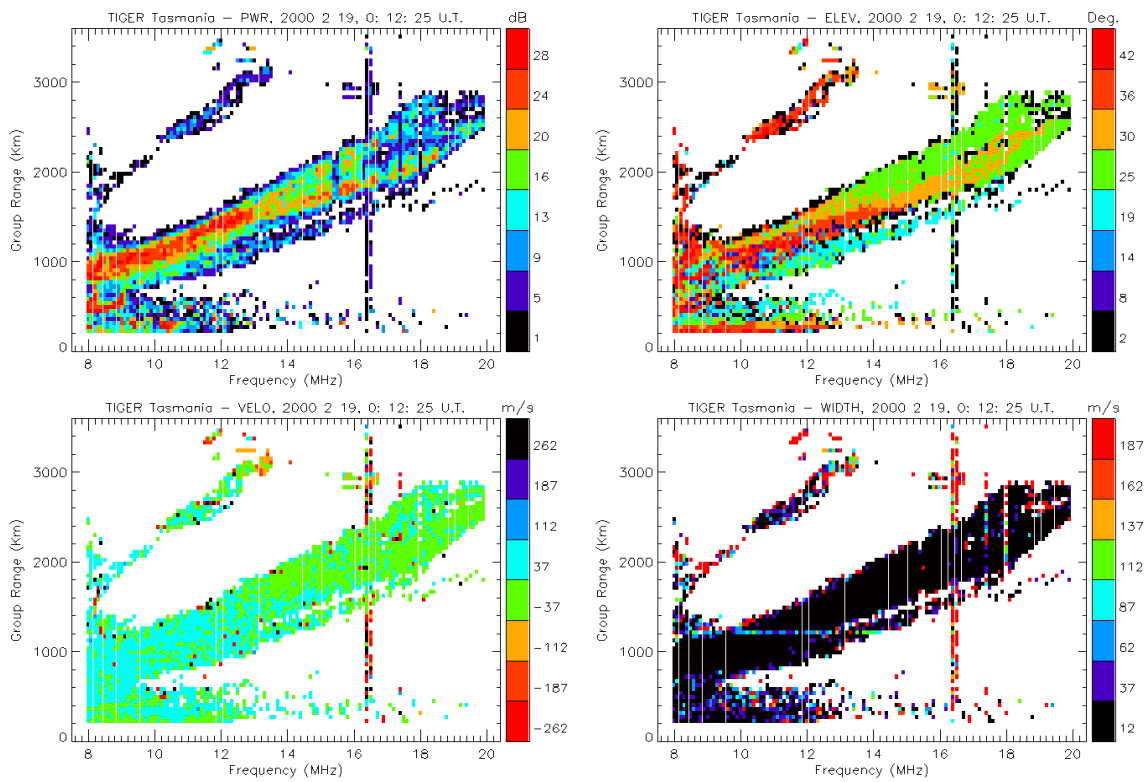 TIGER Tasmania – PWR, 2000 2 19, 0: 12: 25 U.T.
dB
28
24
20
16
13
9
5
1
3000
2000
1000
0
Group Range (Km)
8 10 12 14 16 18 20
Frequency (MHz)
TIGER Tasmania – ELEV, 2000 2 19, 0: 12: 25 U.T.
Deg.
42
36
30
25
19
14
8
2
3000
2000
1000
0
Group Range (Km)
8 10 12 14 16 18 20
Frequency (MHz)
TIGER Tasmania – VELO, 2000 2 19, 0: 12: 25 U.T.
m/s
262
187
112
37
-37
-112
-187
-262
3000
2000
1000
0
Group Range (Km)
8 10 12 14 16 18 20
Frequency (MHz)
TIGER Tasmania – WIDTH, 2000 2 19, 0: 12: 25 U.T.
m/s
187
162
137
112
87
62
37
12
3000
2000
1000
0
Group Range (Km)
8 10 12 14 16 18 20
Frequency (MHz)